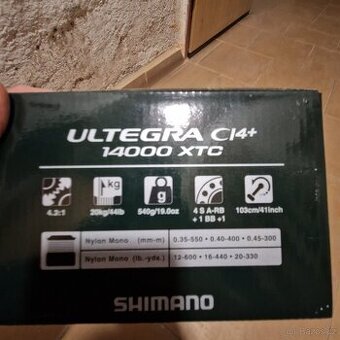 ULTEGRA CI4+
14000 XTC
kg
g
4.3:1 20kg/44lb 540g/19.0oz 4 S A-RB +1 BB +1 103cm/41inch
Nylon Mono (mm-m) 0.35-550 • 0.40-400 • 0.45-300
Nylon Mono (lb.-yds.) 12-600 • 16-440 • 20-330
SHIMANO